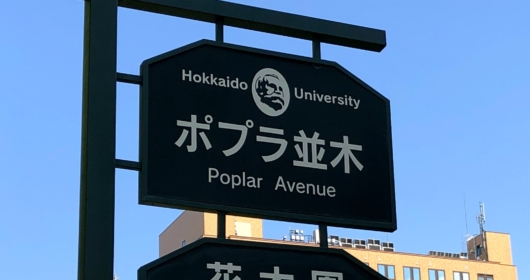 Hokkaido University
ポプラ並木
Poplar Avenue